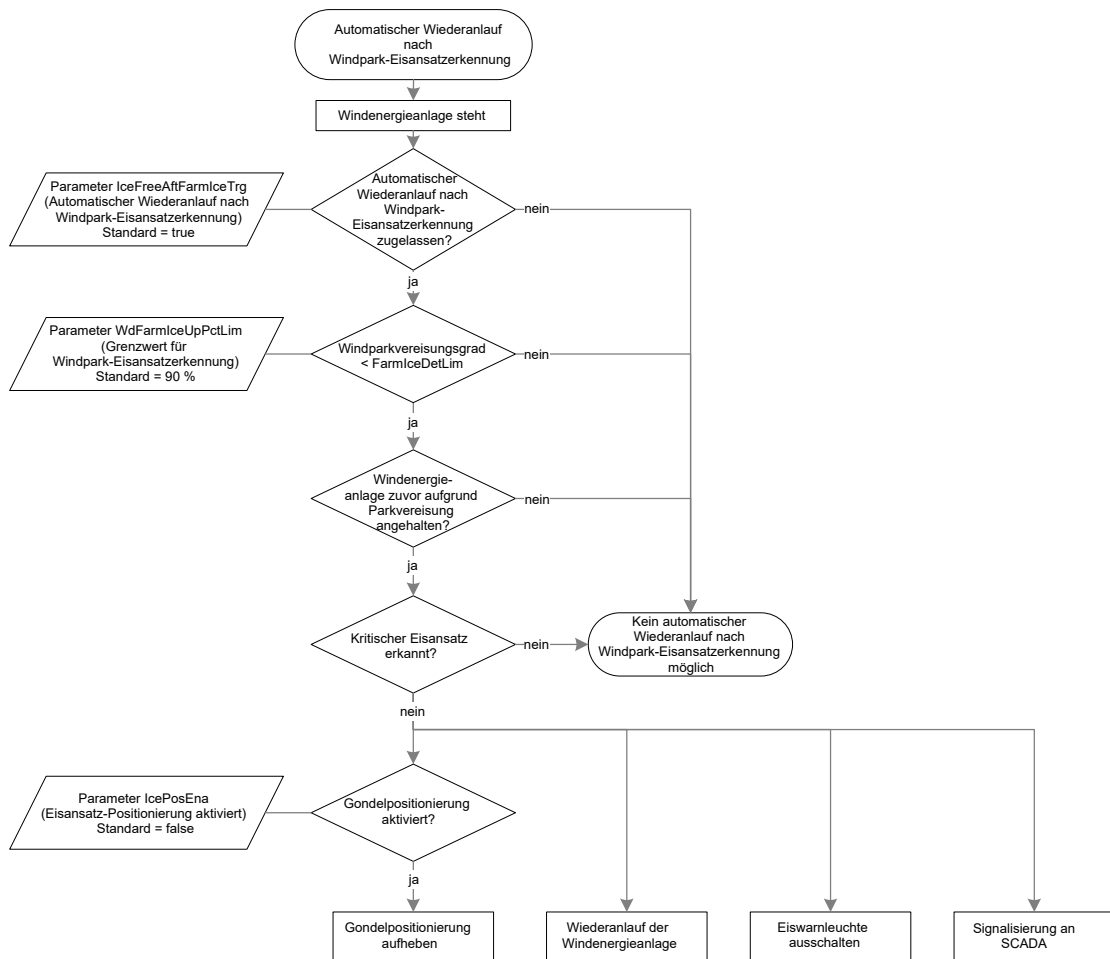 Automatischer Wiederanlauf
nach
Windpark-Eisansatzerkennung
Windenergieanlage steht
Automatischer
Wiederanlauf nach
Windpark-
Eisansatzerkennung
zugelassen?
Parameter IceFreeAftFarmIceTrg
(Automatischer Wiederanlauf nach
Windpark-Eisansatzerkennung)
Standard = true
nein
ja
Parameter WdFarmIceUpPctLim
(Grenzwert für
Windpark-Eisansatzerkennung)
Standard = 90 %
Windparkvereisungsgrad
< FarmIceDetLim
nein
ja
Windenergie-
anlage zuvor aufgrund
Parkvereisung
angehalten?
nein
ja
Kritischer Eisansatz
erkannt?
nein
Kein automatischer
Wiederanlauf nach
Windpark-Eisansatzerkennung
möglich
nein
Parameter IcePosEna
(Eisansatz-Positionierung aktiviert)
Standard = false
Gondelpositionierung
aktiviert?
ja
Gondelpositionierung
aufheben
Wiederanlauf der
Windenergieanlage
Eiswarnleuchte
ausschalten
Signalisierung an
SCADA